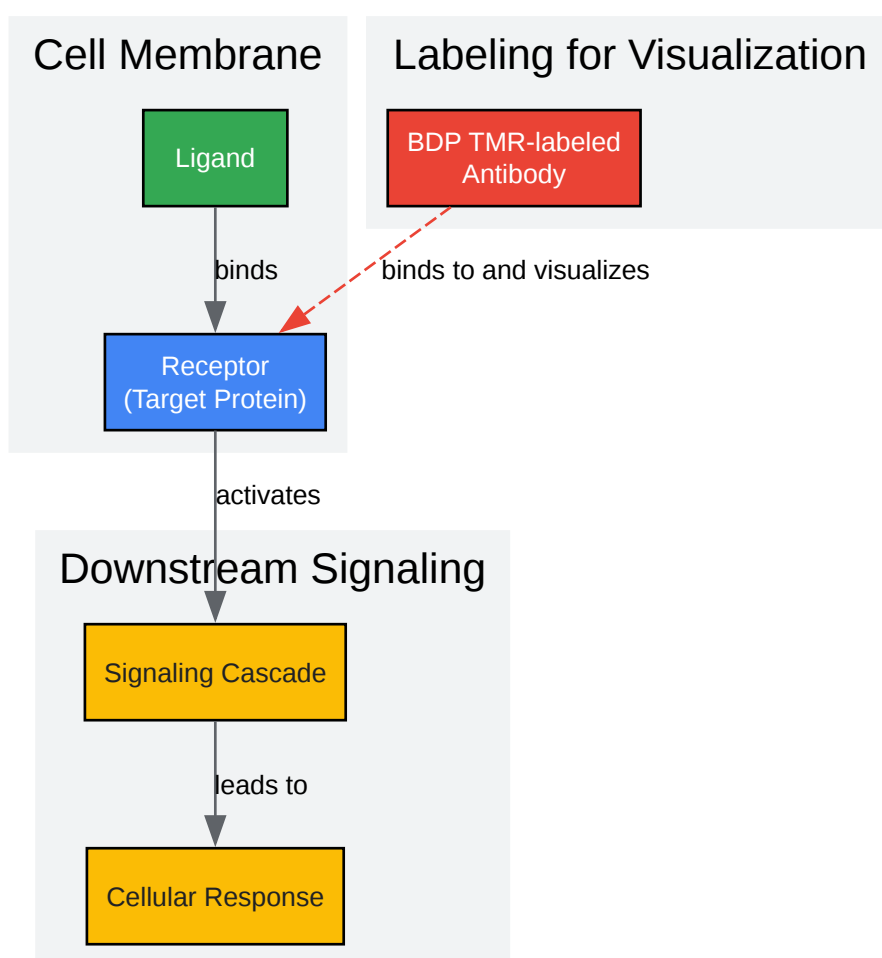 Cell Membrane
Labeling for Visualization
Ligand
BDP TMR-labeled
Antibody
binds
binds to and visualizes
Receptor
(Target Protein)
activates
Downstream Signaling
Signaling Cascade
leads to
Cellular Response